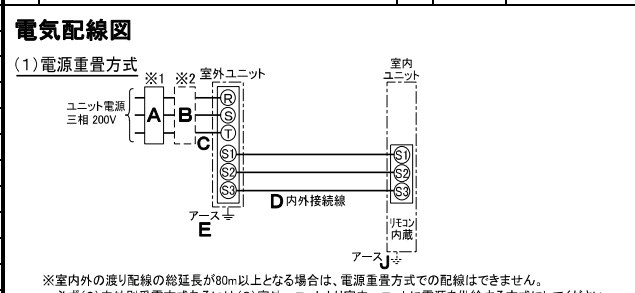 電気配線図
(1)電源重畳方式
※1 ※2 室外ユニット
室内
ユニット
ユニット電源
三相 200V
A
B
C
R
S
T
S1
S2
S3
S1
S2
S3
D 内外接続線
リモコン
内蔵
アース
E
アース
J
※室内外の渡り配線の総延長が80m以上となる場合は、電源重畳方式での配線はできません。